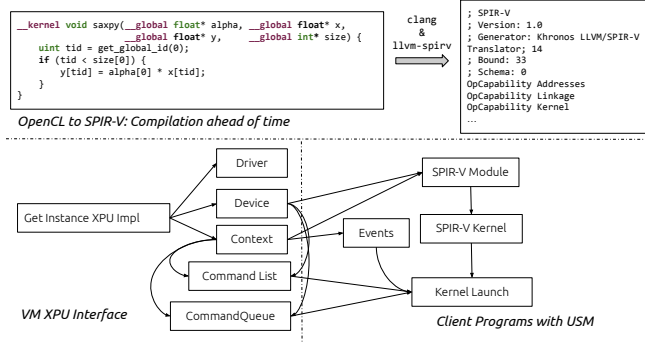 __kernel void saxpy(__global float* alpha, __global float* x,
__global float* y, __global int* size) {
uint tid = get_global_id(0);
if (tid < size[0]) {
y[tid] = alpha[0] * x[tid];
}
}
OpenCL to SPIR-V: Compilation ahead of time
clang
&
llvm-spirv
; SPIR-V
; Version: 1.0
; Generator: Khronos LLVM/SPIR-V
Translator; 14
; Bound: 33
; Schema: 0
OpCapability Addresses
OpCapability Linkage
OpCapability Kernel
...
Driver
Device
Get Instance XPU Impl
Context
Command List
CommandQueue
VM XPU Interface
SPIR-V Module
Events
SPIR-V Kernel
Kernel Launch
Client Programs with USM